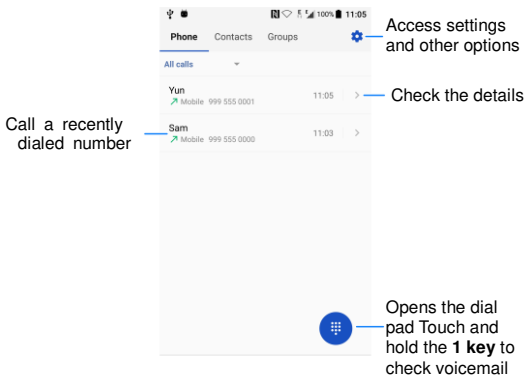 100% 11:05
Phone Contacts Groups
Access settings
and other options
All calls
Yun
Mobile 999 555 0001
11:05
Check the details
Call a recently
dialed number
Sam
Mobile 999 555 0000
11:03
Opens the dial
pad Touch and
hold the 1 key to
check voicemail